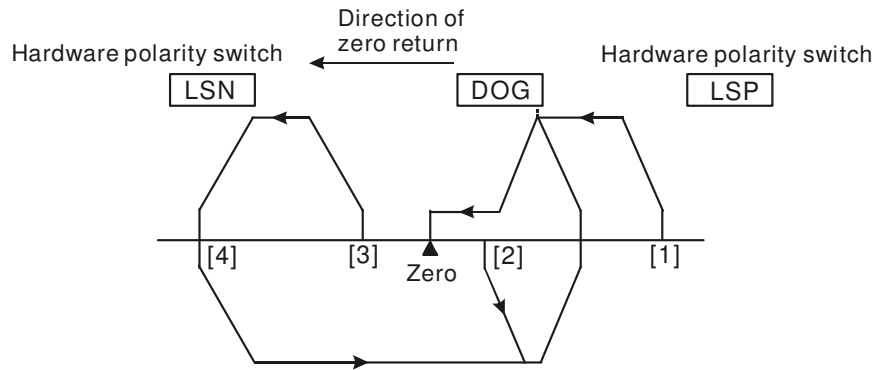 Direction of
zero return
Hardware polarity switch
Hardware polarity switch
LSN
DOG
LSP
[4]
[3]
[2]
[1]
Zero